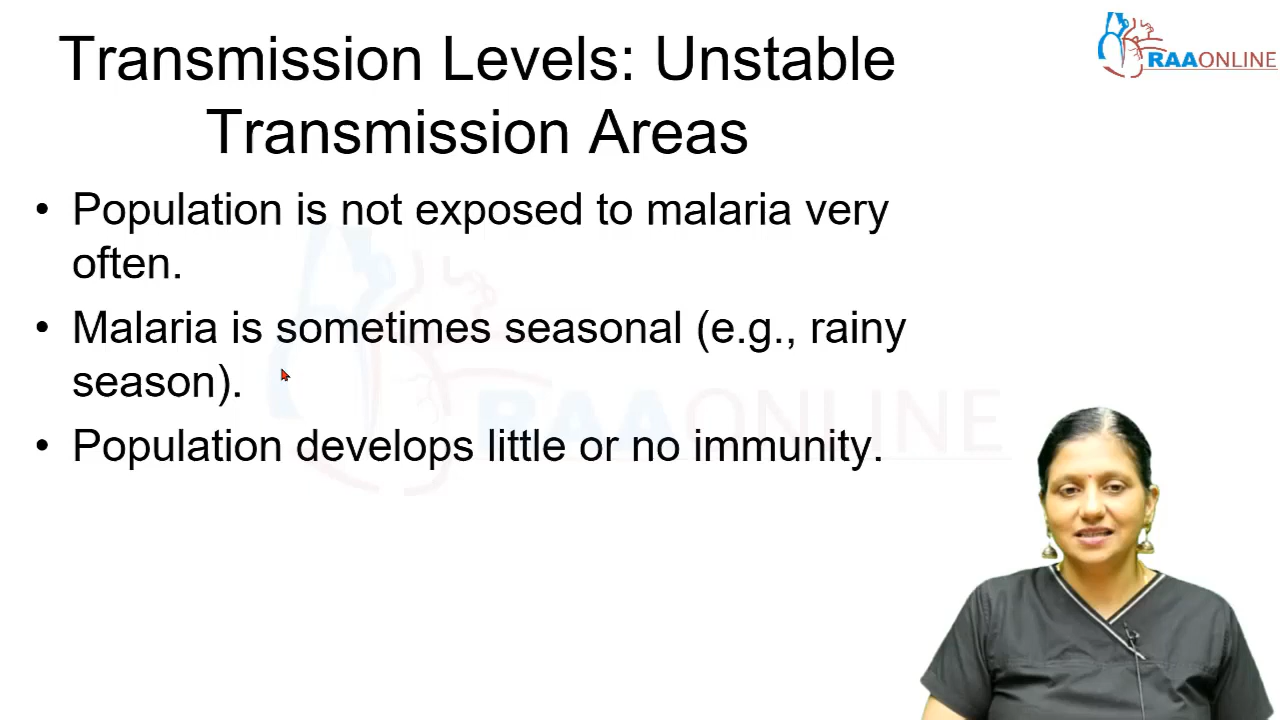 Transmission Levels: Unstable
Transmission Areas
RAAONLINE
• Population is not exposed to malaria very
often.
• Malaria is sometimes seasonal (e.g., rainy
season).
• Population develops little or no immunity.
RAAONLINE